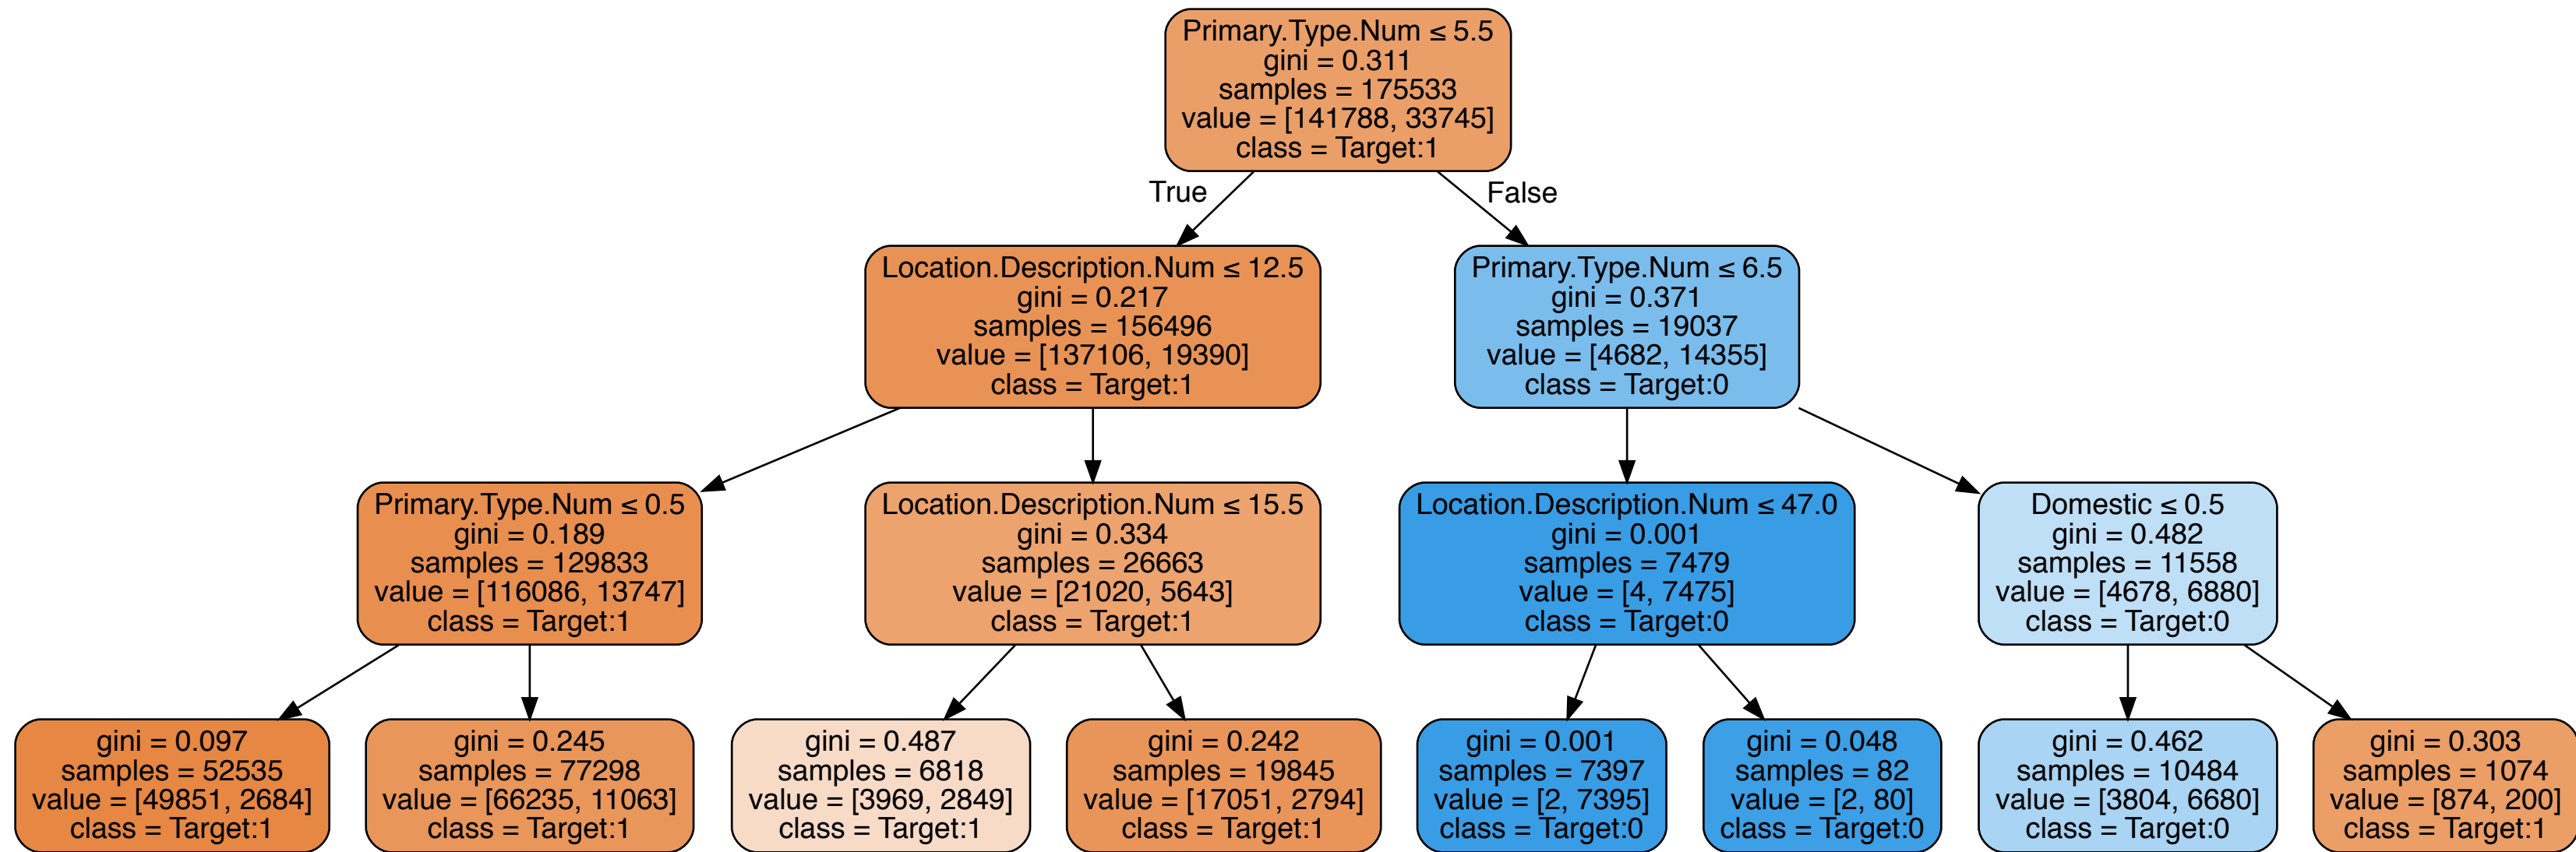 Primary.Type.Num ≤ 5.5
gini = 0.311
samples = 175533
value = [141788, 33745]
class = Target:1
True
False
Location.Description.Num ≤ 12.5
gini = 0.217
samples = 156496
value = [137106, 19390]
class = Target:1
Primary.Type.Num ≤ 6.5
gini = 0.371
samples = 19037
value = [4682, 14355]
class = Target:0
Primary.Type.Num ≤ 0.5
gini = 0.189
samples = 129833
value = [116086, 13747]
class = Target:1
Location.Description.Num ≤ 15.5
gini = 0.334
samples = 26663
value = [21020, 5643]
class = Target:1
Location.Description.Num ≤ 47.0
gini = 0.001
samples = 7479
value = [4, 7475]
class = Target:0
Domestic ≤ 0.5
gini = 0.482
samples = 11558
value = [4678, 6880]
class = Target:0
gini = 0.097
samples = 52535
value = [49851, 2684]
class = Target:1
gini = 0.245
samples = 77298
value = [66235, 11063]
class = Target:1
gini = 0.487
samples = 6818
value = [3969, 2849]
class = Target:1
gini = 0.242
samples = 19845
value = [17051, 2794]
class = Target:1
gini = 0.001
samples = 7397
value = [2, 7395]
class = Target:0
gini = 0.048
samples = 82
value = [2, 80]
class = Target:0
gini = 0.462
samples = 10484
value = [3804, 6680]
class = Target:0
gini = 0.303
samples = 1074
value = [874, 200]
class = Target:1